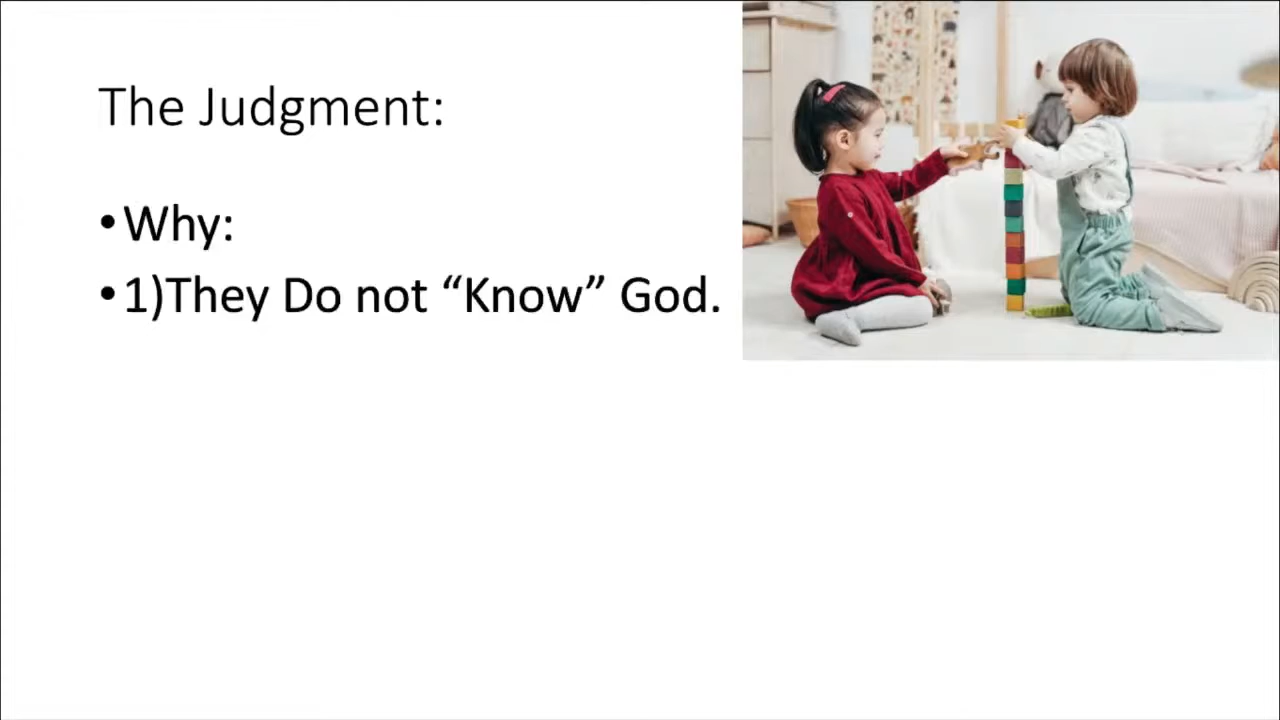 The Judgment:
•Why:
•1)They Do not “Know” God.